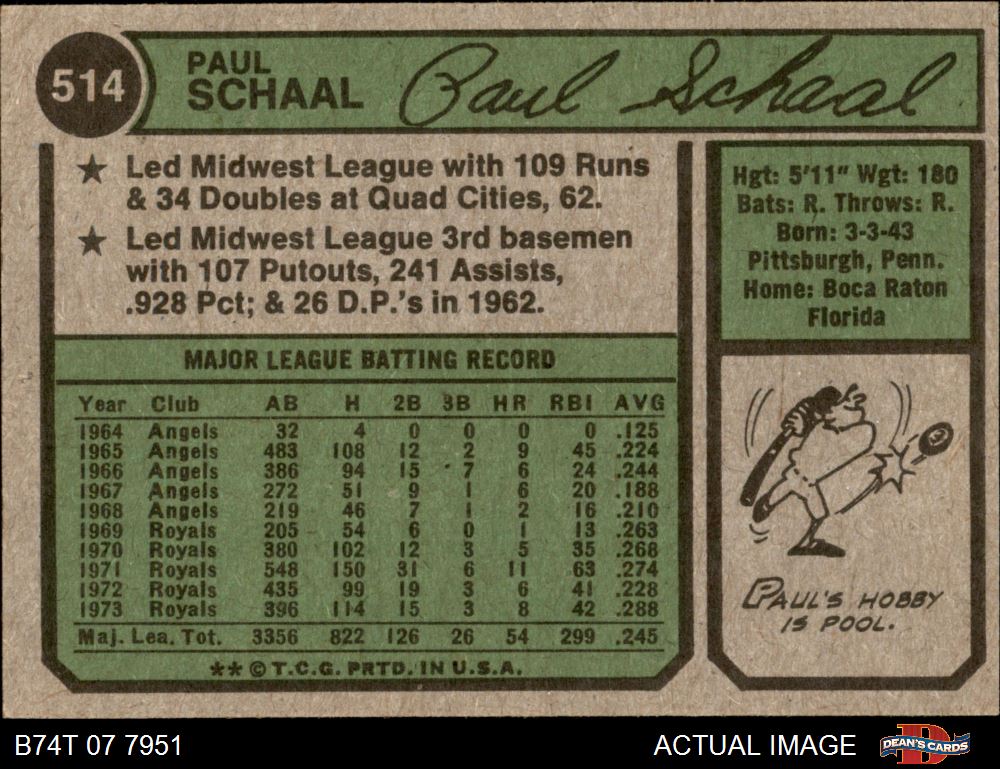 514
PAUL
SCHAAL
Paul Schaal
★ Led Midwest League with 109 Runs
& 34 Doubles at Quad Cities, 62.
★ Led Midwest League 3rd basemen
with 107 Putouts, 241 Assists,
.928 Pct; & 26 D.P.'s in 1962.
Hgt: 5'11" Wgt: 180
Bats: R. Throws: R.
Born: 3-3-43
Pittsburgh, Penn.
Home: Boca Raton
Florida
MAJOR LEAGUE BATTING RECORD
Year Club AB H 2B 3B HR RBI AVG
1964 Angels 32 4 0 0 0 0 .125
1965 Angels 483 108 12 2 9 45 .224
1966 Angels 386 94 15 7 6 24 .244
1967 Angels 272 51 9 1 6 20 .188
1968 Angels 219 46 7 1 2 16 .210
1969 Royals 205 54 6 0 1 13 .263
1970 Royals 380 102 12 3 5 35 .268
1971 Royals 548 150 31 6 11 63 .274
1972 Royals 435 99 19 3 6 41 .228
1973 Royals 396 114 15 3 8 42 .288
Maj. Lea. Tot. 3356 822 126 26 54 299 .245
** © T.C.G. PRTD. IN U.S.A.
PAUL'S HOBBY
IS POOL.
B74T 07 7951
ACTUAL IMAGE
DEAN'S CARDS